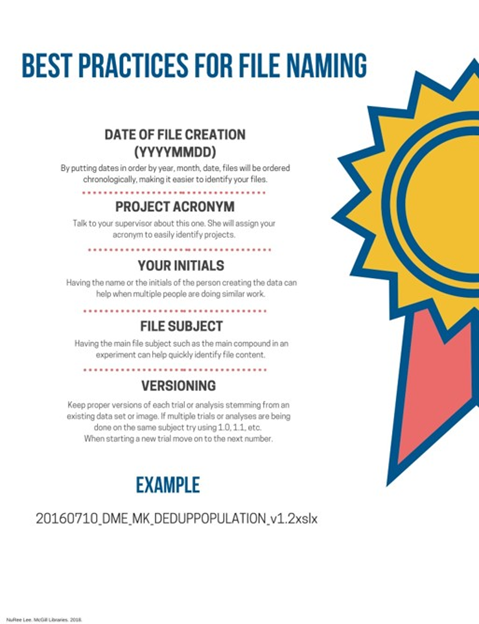 BEST PRACTICES FOR FILE NAMING
DATE OF FILE CREATION
(YYYYMMDD)
By putting dates in order by year, month, date, files will be ordered
chronologically, making it easier to identify your files.
PROJECT ACRONYM
Talk to your supervisor about this one. She will assign your
acronym to easily identify projects.
YOUR INITIALS
Having the name or the initials of the person creating the data can
help when multiple people are doing similar work.
FILE SUBJECT
Having the main file subject such as the main compound in an
experiment can help quickly identify file content.
VERSIONING
Keep proper versions of each trial or analysis stemming from an
existing data set or image. If multiple trials or analyses are being
done on the same subject try using 1.0, 1.1, etc.
When starting a new trial move on to the next number.
EXAMPLE
20160710_DME_MK_DEDUPPOPULATION_v1.2xslx
NuRee Lee. McGill Libraries. 2016.